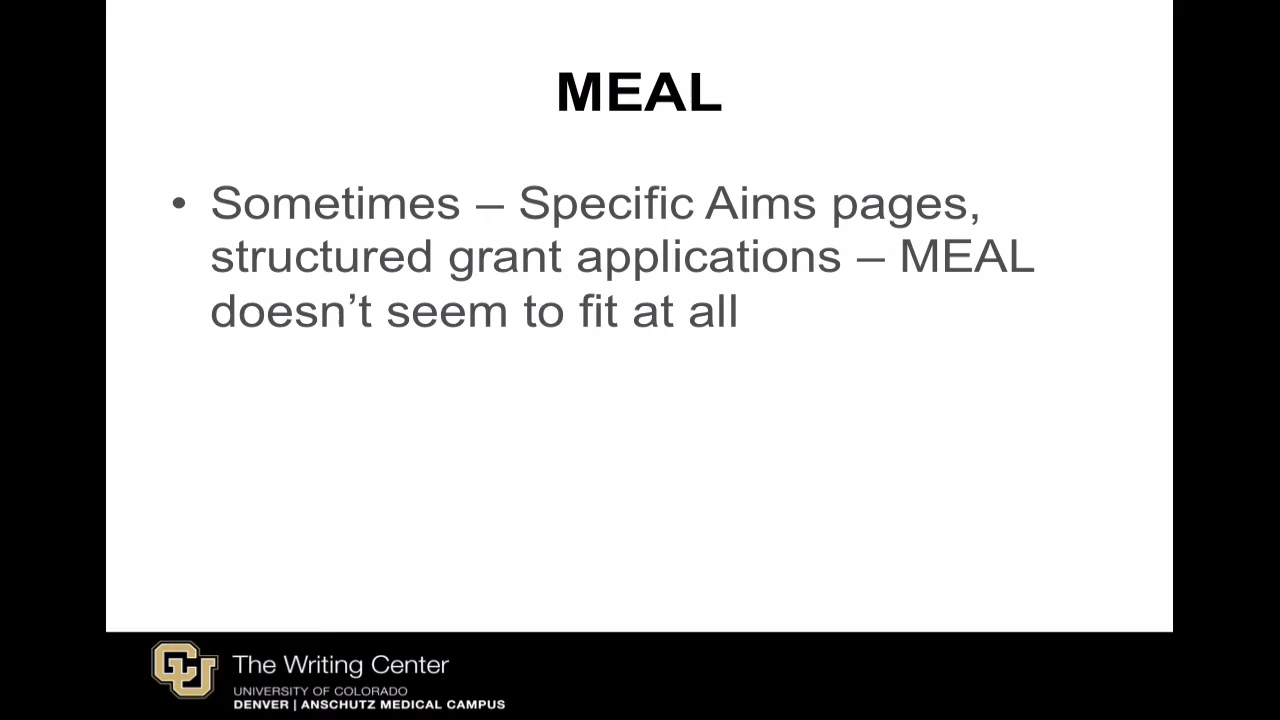 MEAL
• Sometimes – Specific Aims pages,
structured grant applications – MEAL
doesn’t seem to fit at all
CU
The Writing Center
UNIVERSITY OF COLORADO
DENVER | ANSCHUTZ MEDICAL CAMPUS